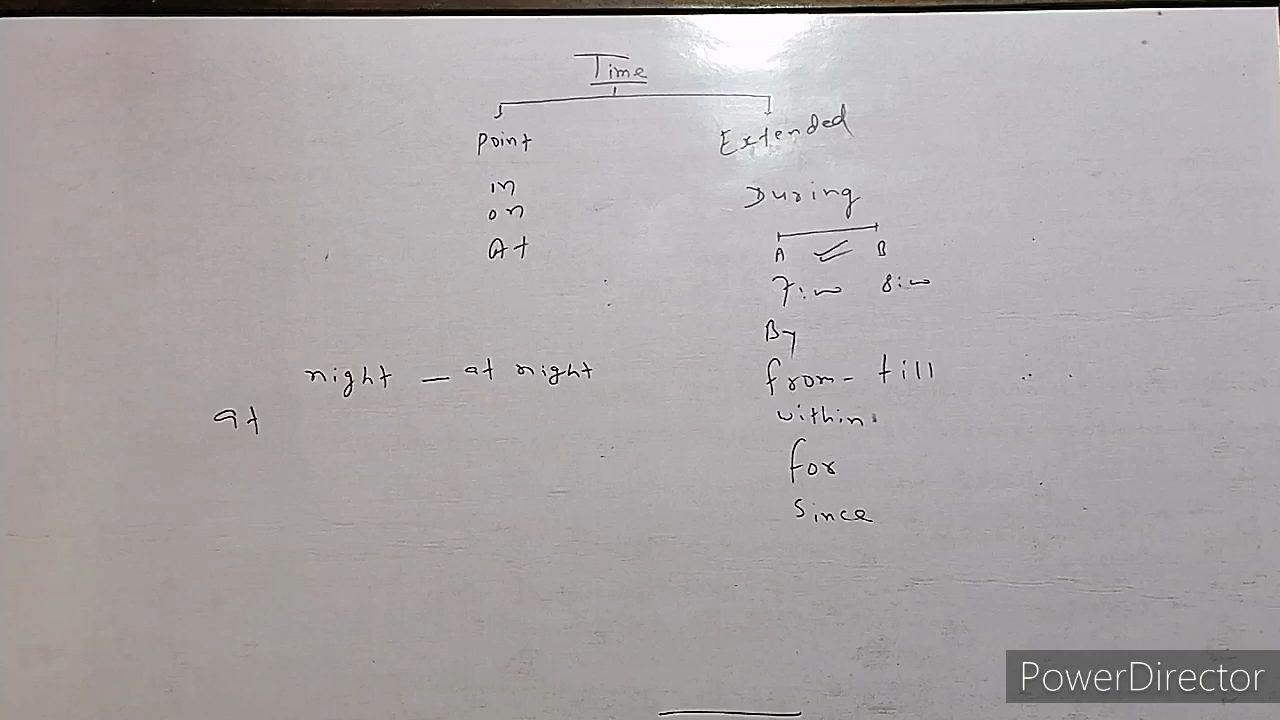 Time
Point Extended
in During
on
At A B
7:00 8:00
By
night - at night from - till
at within
for
since
PowerDirector